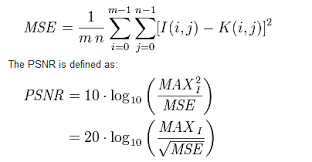 MSE = \frac{1}{m\,n} \sum_{i=0}^{m-1} \sum_{j=0}^{n-1} [I(i,j) - K(i,j)]^2
The PSNR is defined as:
PSNR = 10 \cdot \log_{10} \left( \frac{MAX_I^2}{MSE} \right)
= 20 \cdot \log_{10} \left( \frac{MAX_I}{\sqrt{MSE}} \right)